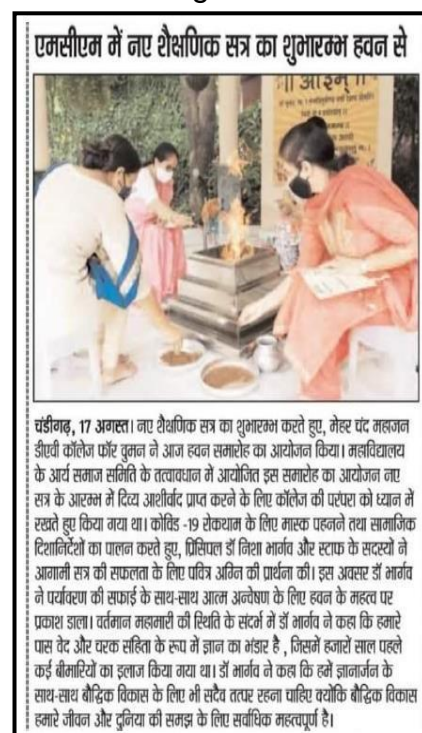 एमसीएम में नए शैक्षणिक सत्र का शुभारम्भ हवन से
॥ ओ३म् ॥
चंडीगढ़, 17 अगस्त। नए शैक्षणिक सत्र का शुभारम्भ करते हुए, मेहर चंद महाजन
डीएवी कॉलेज फॉर वुमन ने आज हवन समारोह का आयोजन किया। महाविद्यालय
के आर्य समाज समिति के तत्वावधान में आयोजित इस समारोह का आयोजन नए
सत्र के आरम्भ में दिव्य आशीर्वाद प्राप्त करने के लिए कॉलेज की परंपरा को ध्यान में
रखते हुए किया गया था। कोविड -19 रोकथाम के लिए मास्क पहनने तथा सामाजिक
दिशानिर्देशों का पालन करते हुए, प्रिंसिपल डॉ निशा भार्गव और स्टाफ के सदस्यों ने
आगामी सत्र की सफलता के लिए पवित्र अग्नि की प्रार्थना की। इस अवसर डॉ भार्गव
ने पर्यावरण की सफाई के साथ-साथ आत्म अन्वेषण के लिए हवन के महत्व पर
प्रकाश डाला। वर्तमान महामारी की स्थिति के संदर्भ में डॉ भार्गव ने कहा कि हमारे
पास वेद और चरक संहिता के रूप में ज्ञान का भंडार है , जिसमें हजारों साल पहले
कई बीमारियों का इलाज किया गया था। डॉ भार्गव ने कहा कि हमें ज्ञानार्जन के
साथ-साथ बौद्धिक विकास के लिए भी सदैव तत्पर रहना चाहिए क्योंकि बौद्धिक विकास
हमारे जीवन और दुनिया की समझ के लिए सर्वाधिक महत्वपूर्ण है।